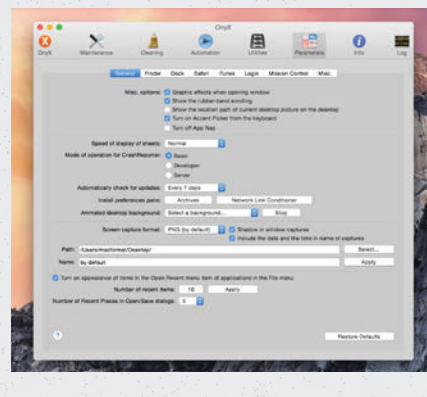 OnyX
OnyX Maintenance Cleaning Automation Utilities Parameters Info Log
General Finder Dock Safari iTunes Login Mission Control Misc.
Misc. options: Graphic effects when opening window
Show the rubber-band scrolling
Show the location path of current desktop picture on the desktop
Turn on Accent Picker from the keyboard
Turn off App Nap
Speed of display of sheets: Normal
Mode of operation for CrashReporter: Basic
Developer
Server
Automatically check for updates: Every 7 days
Install preferences pane: Archives Network Link Conditioner
Animated desktop background: Select a background... Stop
Screen capture format: PNG (by default) Shadow in window captures
Include the date and the time in name of captures
Path: /Users/macformat/Desktop/ Select...
Name: by default Apply
Turn on appearance of items in the Open Recent menu item of applications in the File menu
Number of recent items: 10 Apply
Number of Recent Places in Open/Save dialogs: 5
? Restore Defaults